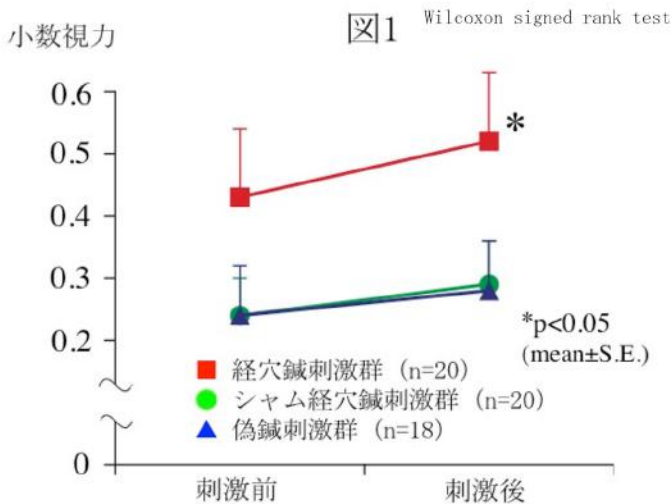 図1
Wilcoxon signed rank test
小数視力
0.6
0.5
0.4
0.3
0.2
0
*
*p<0.05
(mean±S.E.)
経穴鍼刺激群 (n=20)
シャム経穴鍼刺激群 (n=20)
偽鍼刺激群 (n=18)
刺激前
刺激後